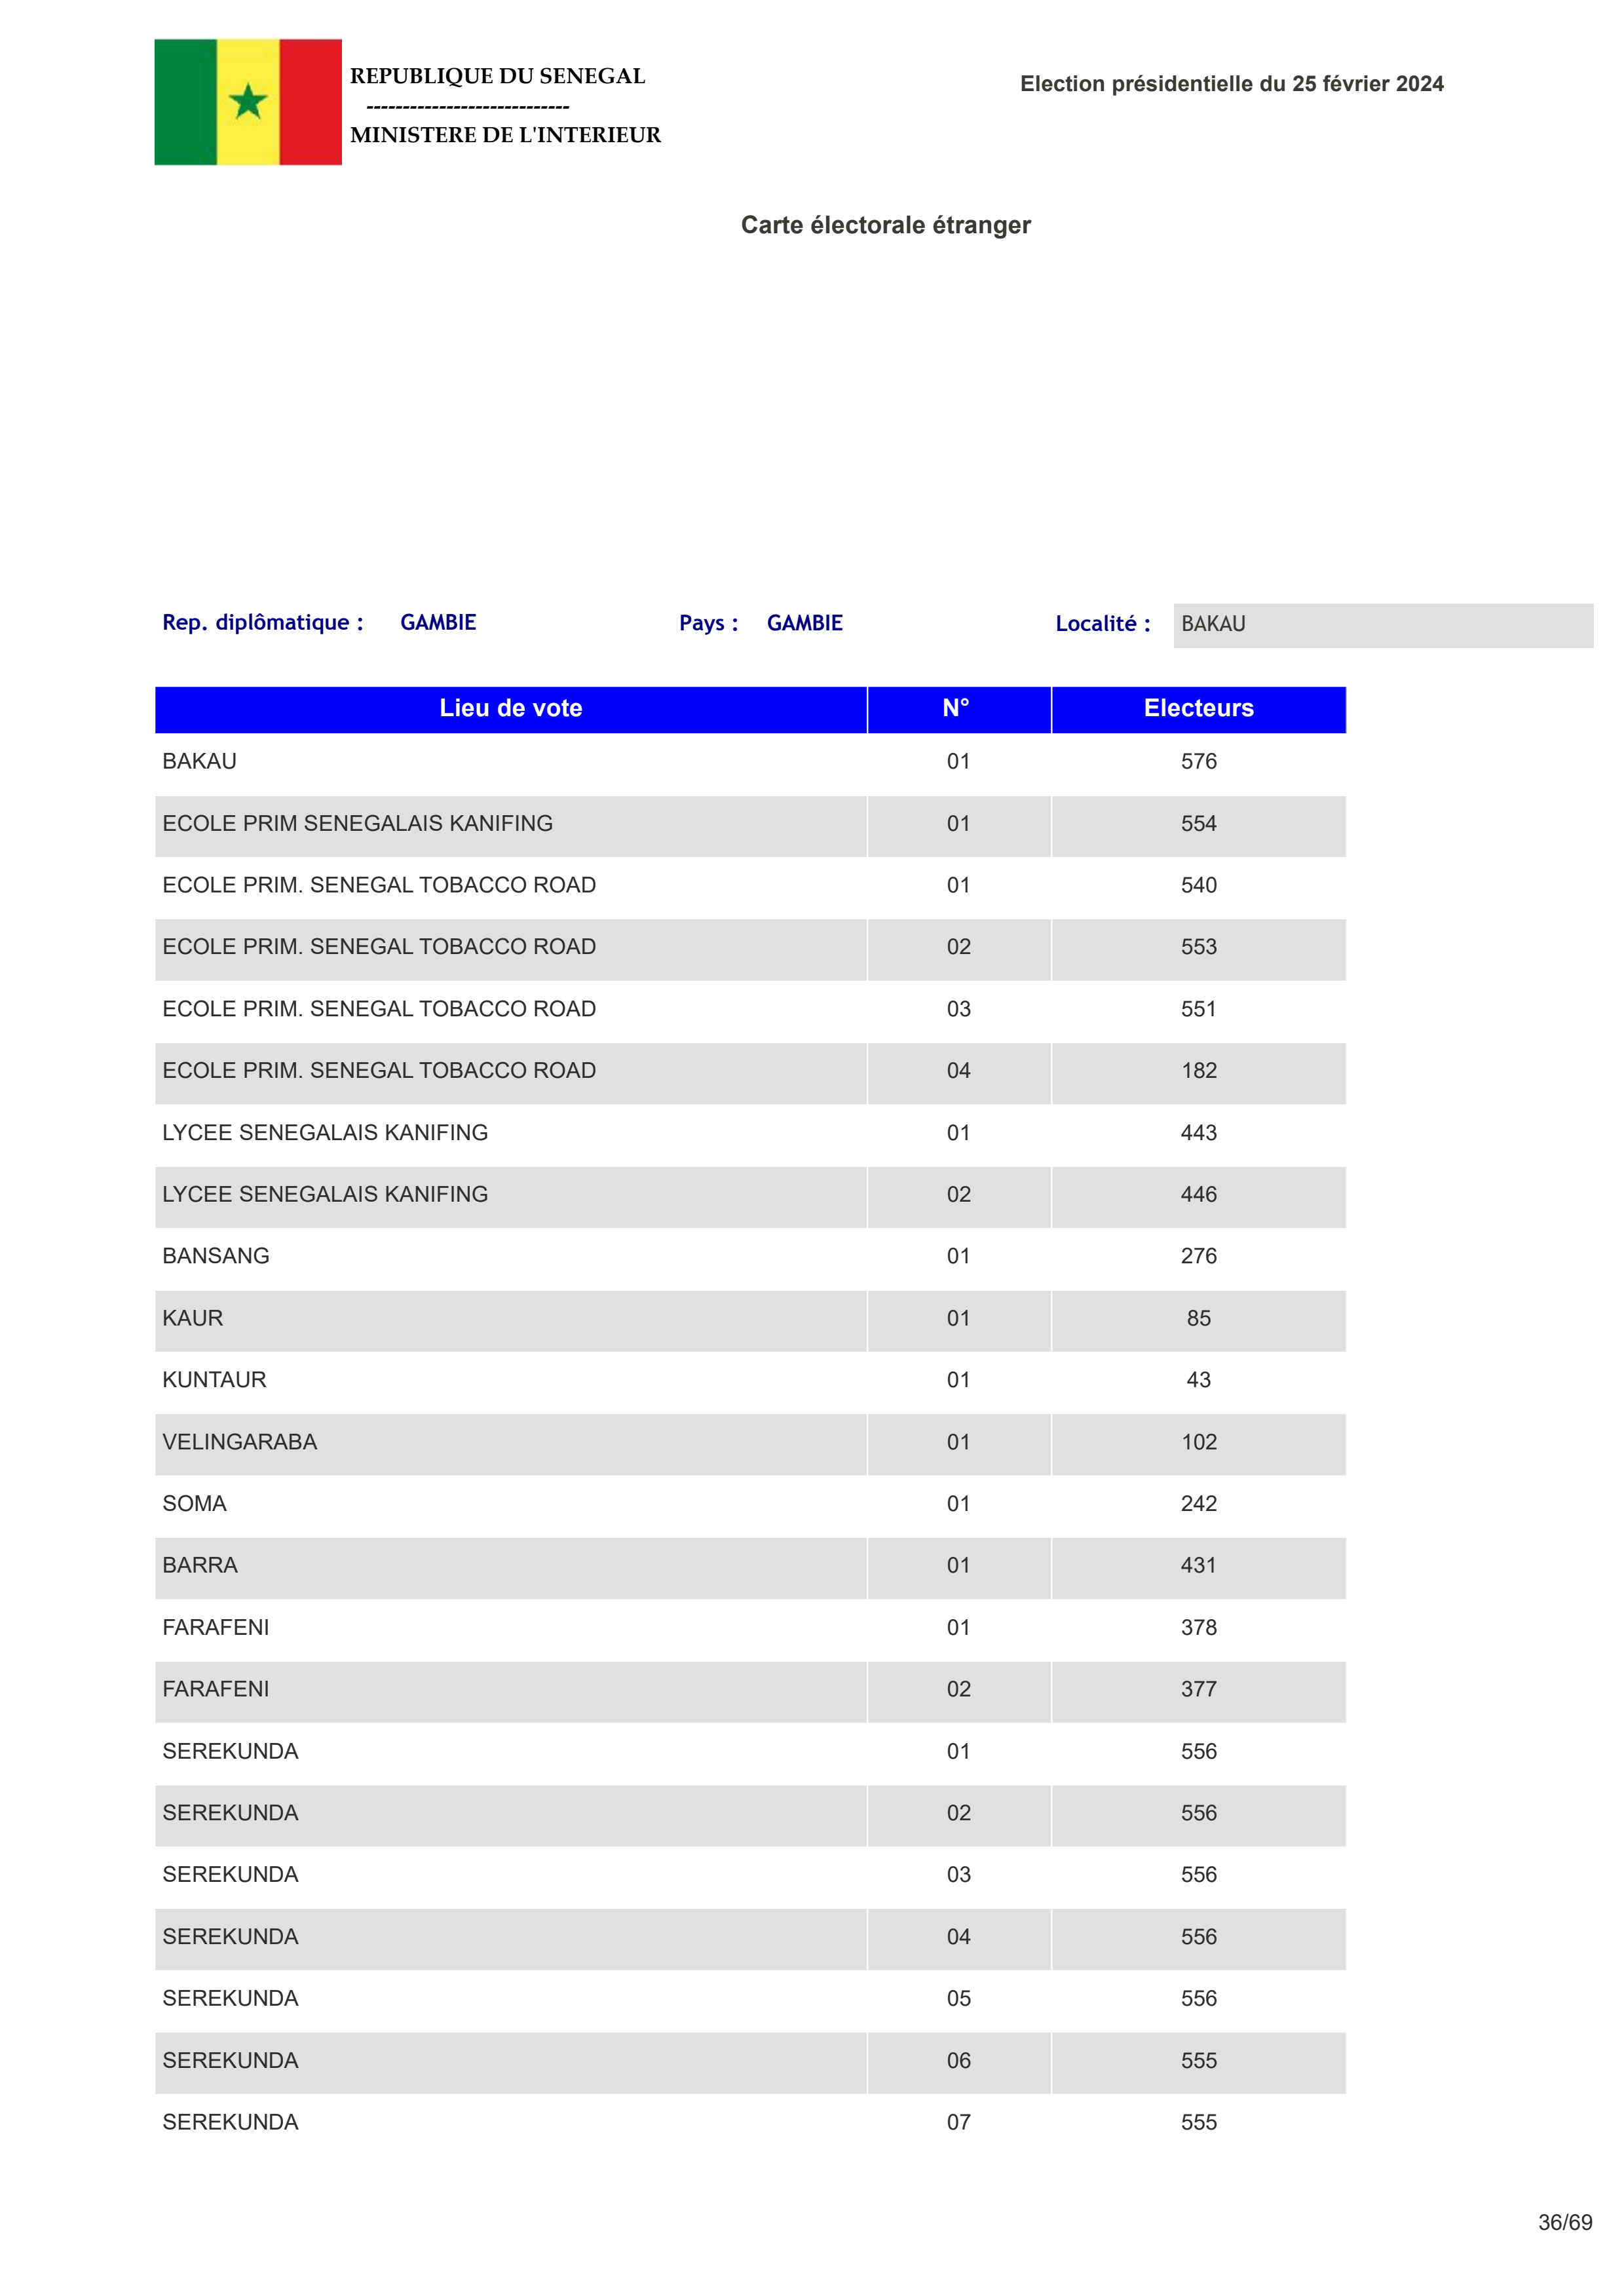 REPUBLIQUE DU SENEGAL
----------------------------
MINISTERE DE L'INTERIEUR
Election présidentielle du 25 février 2024
Carte électorale étranger
Rep. diplômatique : GAMBIE Pays : GAMBIE Localité : BAKAU
Lieu de vote N° Electeurs
BAKAU 01 576
ECOLE PRIM SENEGALAIS KANIFING 01 554
ECOLE PRIM. SENEGAL TOBACCO ROAD 01 540
ECOLE PRIM. SENEGAL TOBACCO ROAD 02 553
ECOLE PRIM. SENEGAL TOBACCO ROAD 03 551
ECOLE PRIM. SENEGAL TOBACCO ROAD 04 182
LYCEE SENEGALAIS KANIFING 01 443
LYCEE SENEGALAIS KANIFING 02 446
BANSANG 01 276
KAUR 01 85
KUNTAUR 01 43
VELINGARABA 01 102
SOMA 01 242
BARRA 01 431
FARAFENI 01 378
FARAFENI 02 377
SEREKUNDA 01 556
SEREKUNDA 02 556
SEREKUNDA 03 556
SEREKUNDA 04 556
SEREKUNDA 05 556
SEREKUNDA 06 555
SEREKUNDA 07 555
36/69